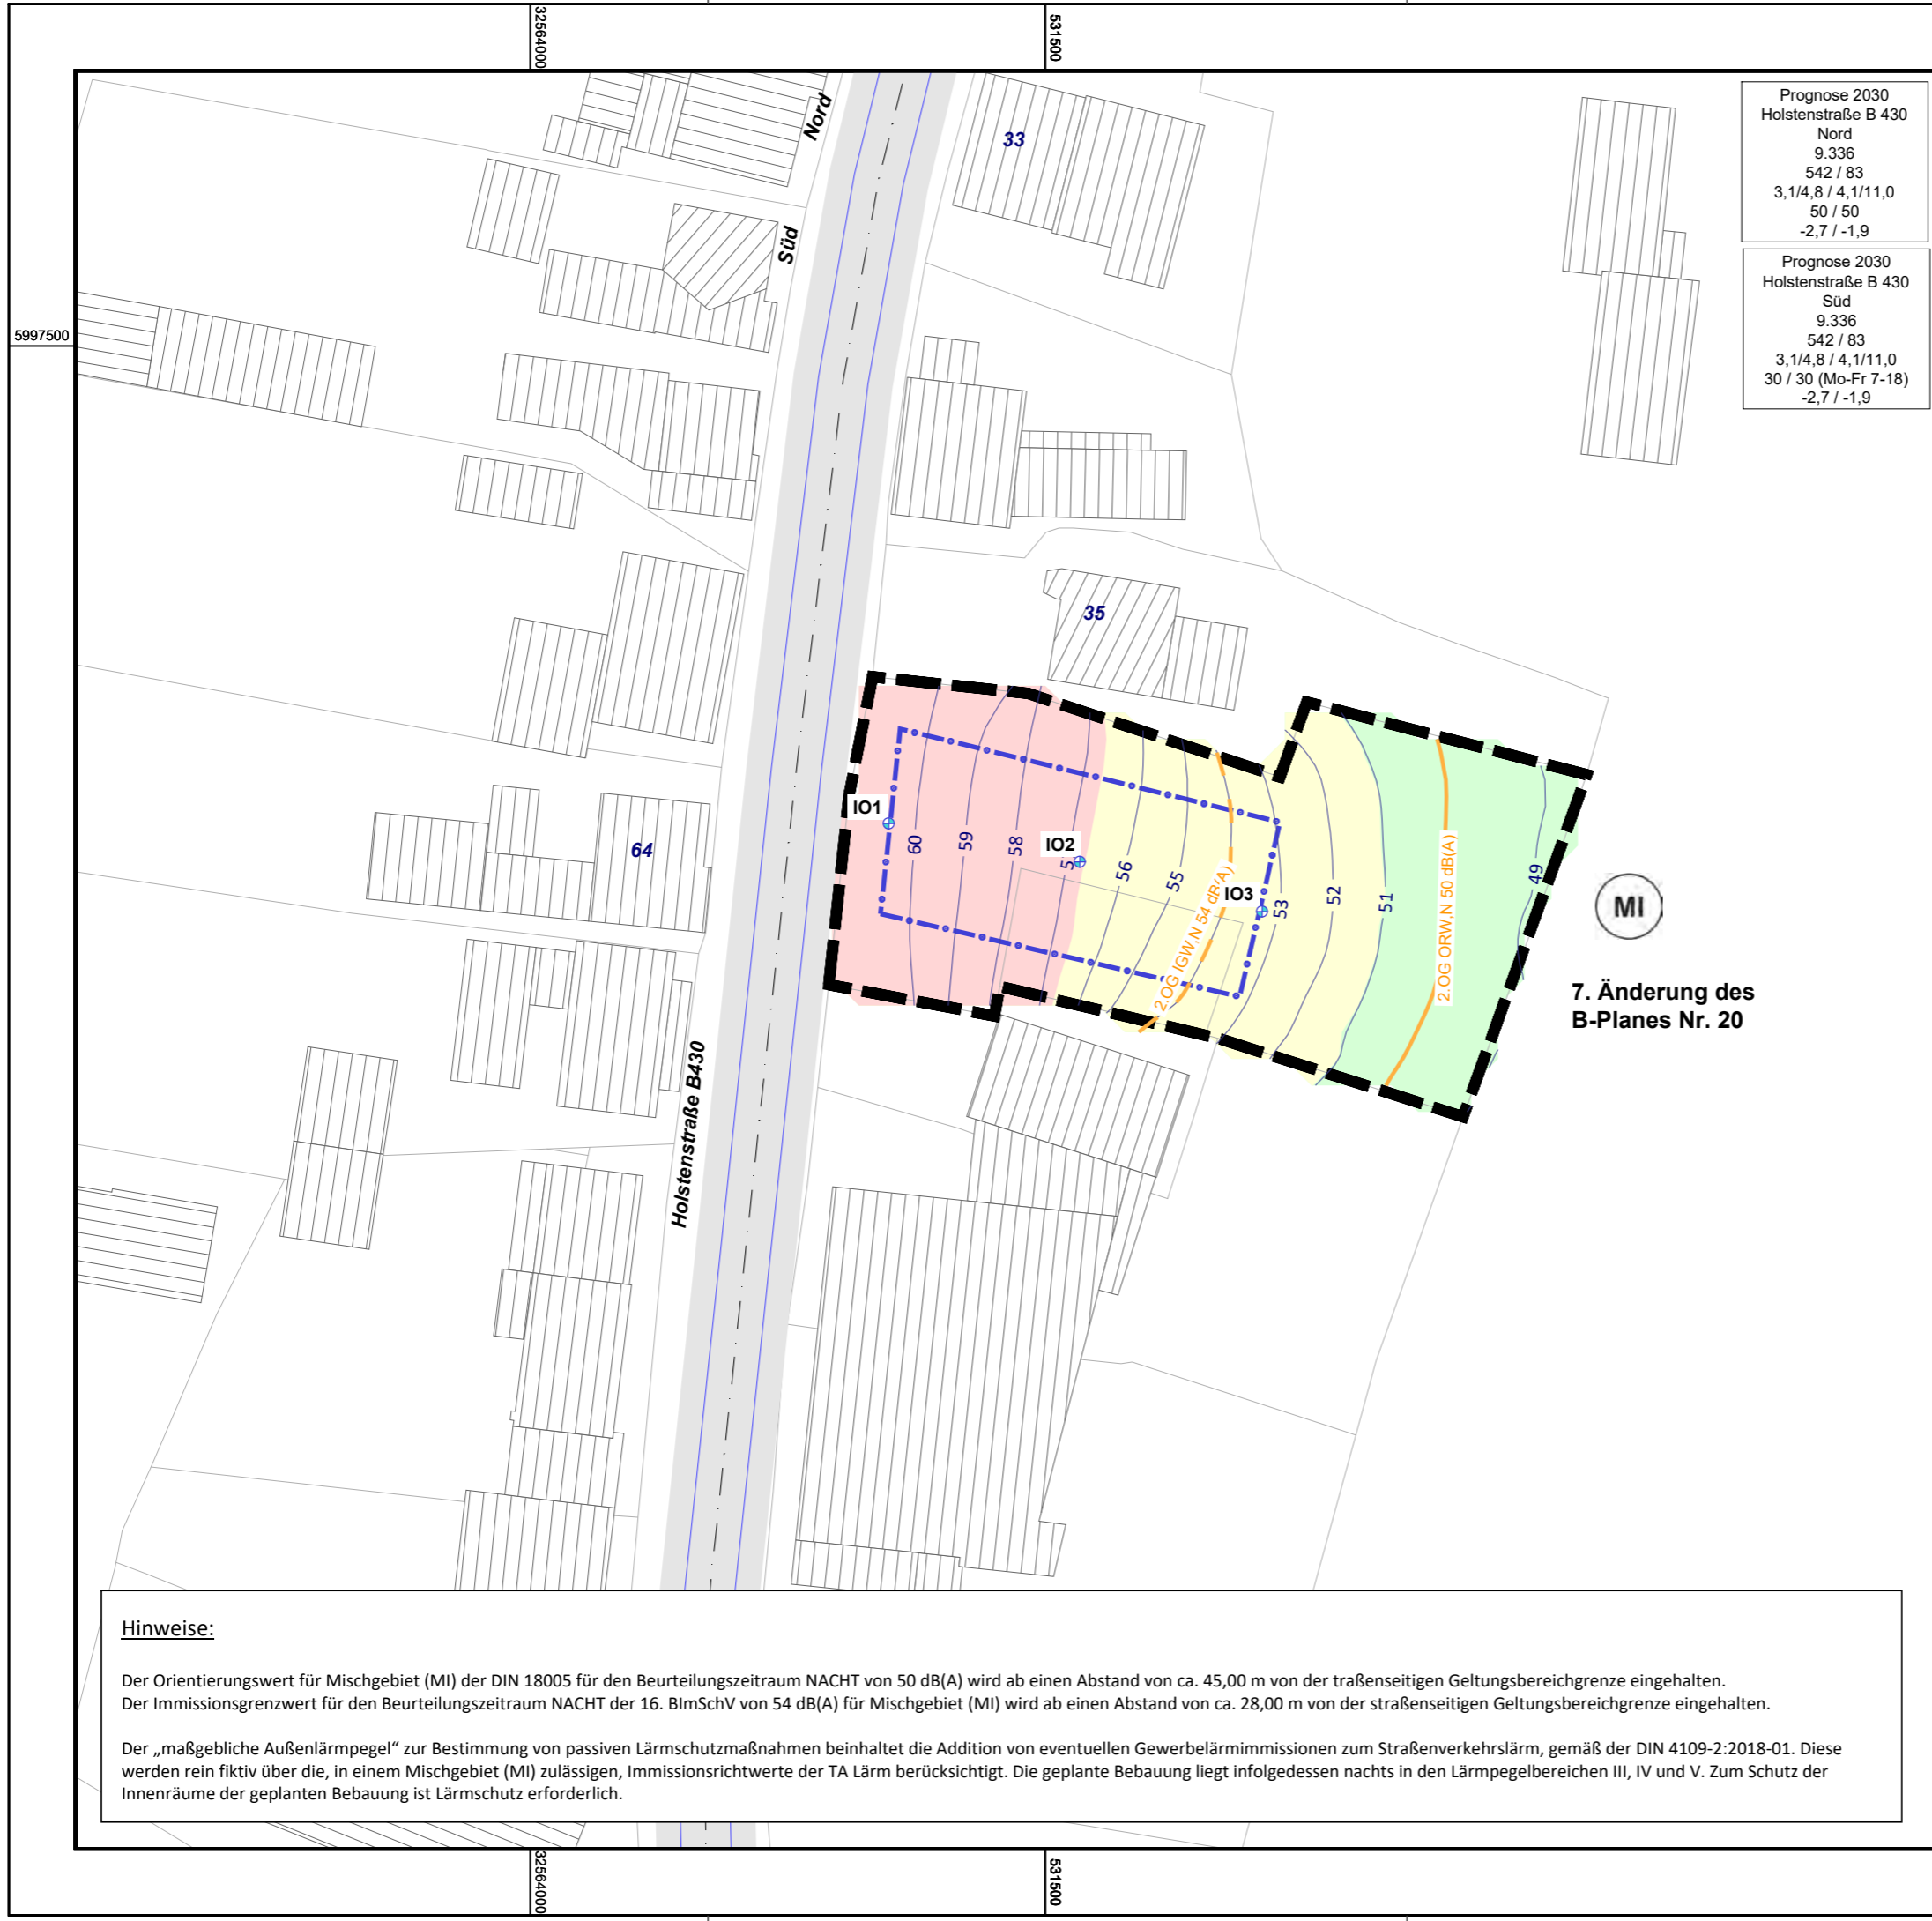 32564000
531500
Nord
33
Prognose 2030
Holstenstraße B 430
Nord
9.336
542 / 83
3,1/4,8 / 4,1/11,0
50 / 50
-2,7 / -1,9
Süd
Prognose 2030
Holstenstraße B 430
Süd
9.336
542 / 83
3,1/4,8 / 4,1/11,0
30 / 30 (Mo-Fr 7-18)
-2,7 / -1,9
5997500
35
IO1
64
60
59
58
IO2
56
55
2.OG IGW,N 54 dB(A)
IO3
53
52
51
2.OG ORW,N 50 dB(A)
49
MI
7. Änderung des
B-Planes Nr. 20
Holstenstraße B430
Hinweise:
Der Orientierungswert für Mischgebiet (MI) der DIN 18005 für den Beurteilungszeitraum NACHT von 50 dB(A) wird ab einen Abstand von ca. 45,00 m von der traßenseitigen Geltungsbereichgrenze eingehalten.
Der Immissionsgrenzwert für den Beurteilungszeitraum NACHT der 16. BImSchV von 54 dB(A) für Mischgebiet (MI) wird ab einen Abstand von ca. 28,00 m von der straßenseitigen Geltungsbereichgrenze eingehalten.
Der „maßgebliche Außenlärmpegel“ zur Bestimmung von passiven Lärmschutzmaßnahmen beinhaltet die Addition von eventuellen Gewerbelärmimmissionen zum Straßenverkehrslärm, gemäß der DIN 4109-2:2018-01. Diese
werden rein fiktiv über die, in einem Mischgebiet (MI) zulässigen, Immissionsrichtwerte der TA Lärm berücksichtigt. Die geplante Bebauung liegt infolgedessen nachts in den Lärmpegelbereichen III, IV und V. Zum Schutz der
Innenräume der geplanten Bebauung ist Lärmschutz erforderlich.
32564000
531500